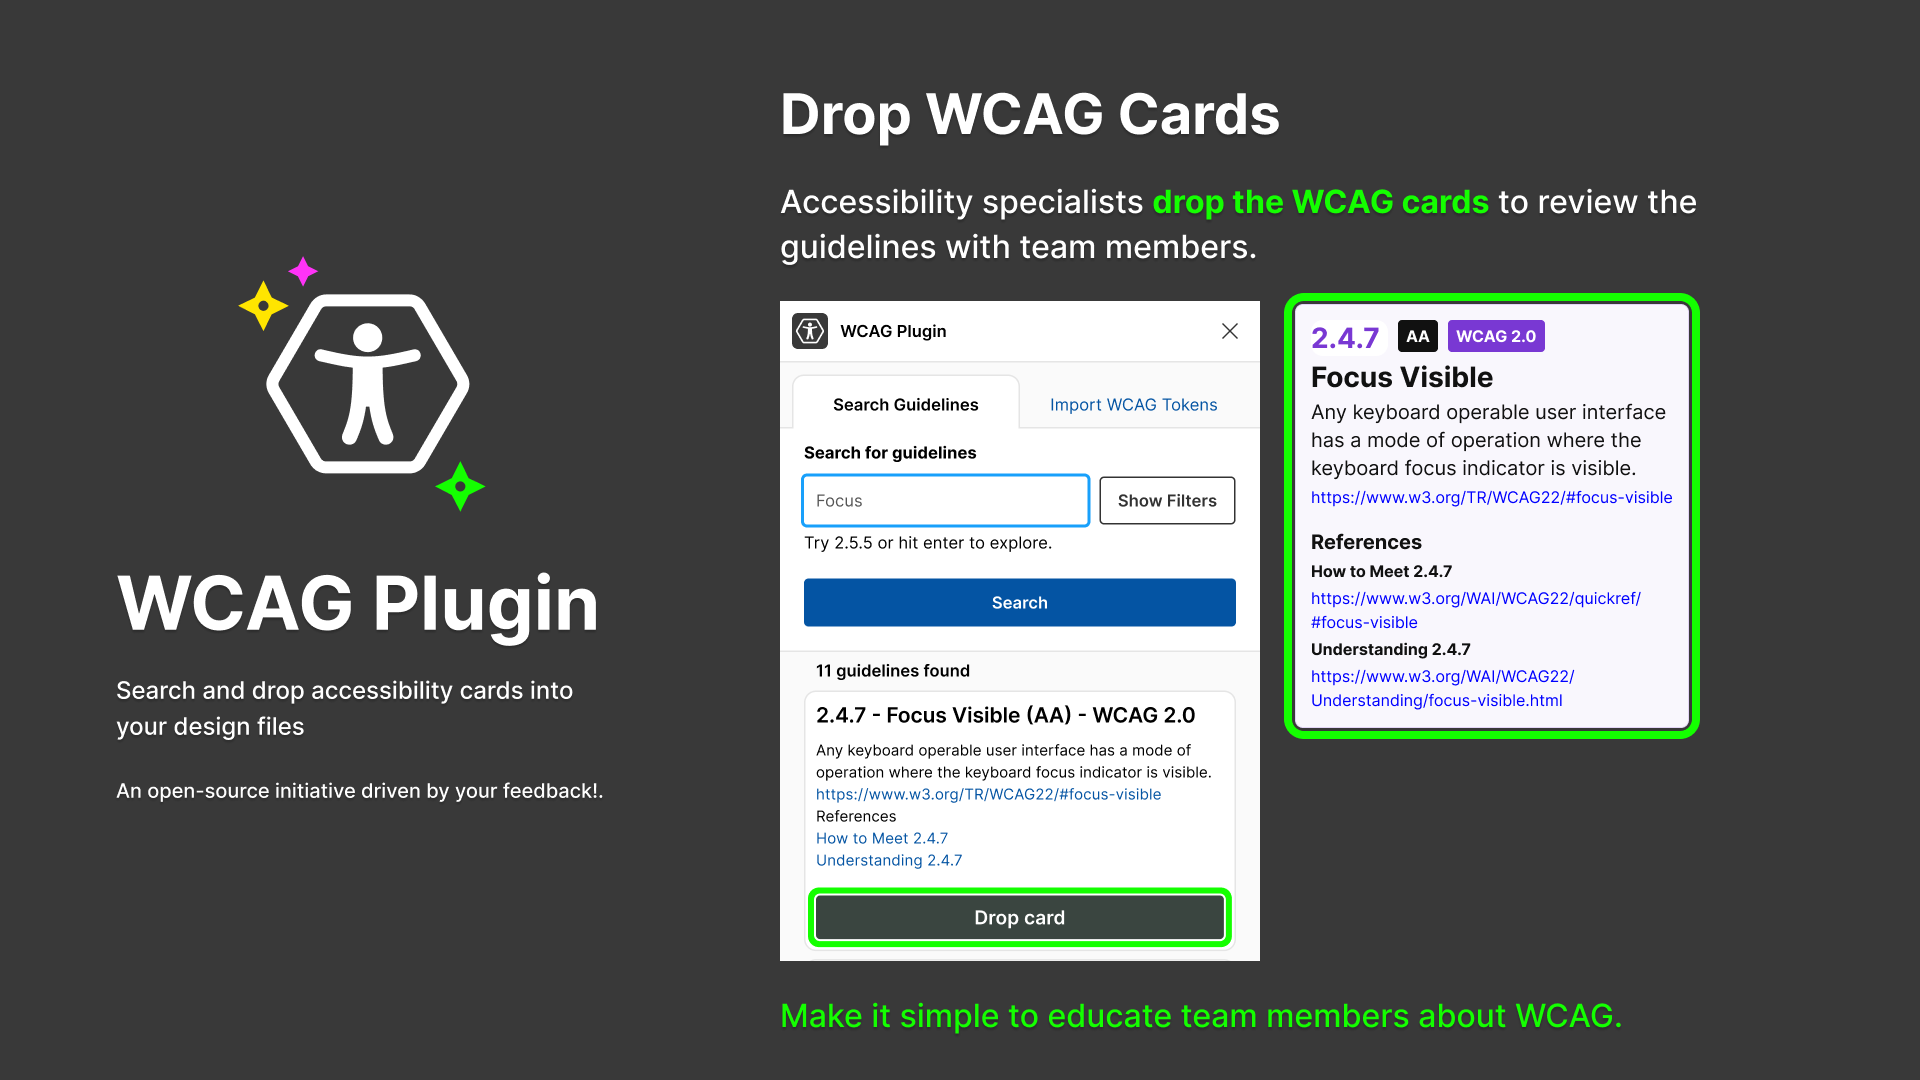 WCAG Plugin
Search and drop accessibility cards into
your design files
An open-source initiative driven by your feedback!.
Drop WCAG Cards
Accessibility specialists drop the WCAG cards to review the
guidelines with team members.
WCAG Plugin
Search Guidelines
Import WCAG Tokens
Search for guidelines
Focus
Show Filters
Try 2.5.5 or hit enter to explore.
Search
11 guidelines found
2.4.7 - Focus Visible (AA) - WCAG 2.0
Any keyboard operable user interface has a mode of
operation where the keyboard focus indicator is visible.
https://www.w3.org/TR/WCAG22/#focus-visible
References
How to Meet 2.4.7
Understanding 2.4.7
Drop card
2.4.7 AA WCAG 2.0
Focus Visible
Any keyboard operable user interface
has a mode of operation where the
keyboard focus indicator is visible.
https://www.w3.org/TR/WCAG22/#focus-visible
References
How to Meet 2.4.7
https://www.w3.org/WAI/WCAG22/quickref/
#focus-visible
Understanding 2.4.7
https://www.w3.org/WAI/WCAG22/
Understanding/focus-visible.html
Make it simple to educate team members about WCAG.